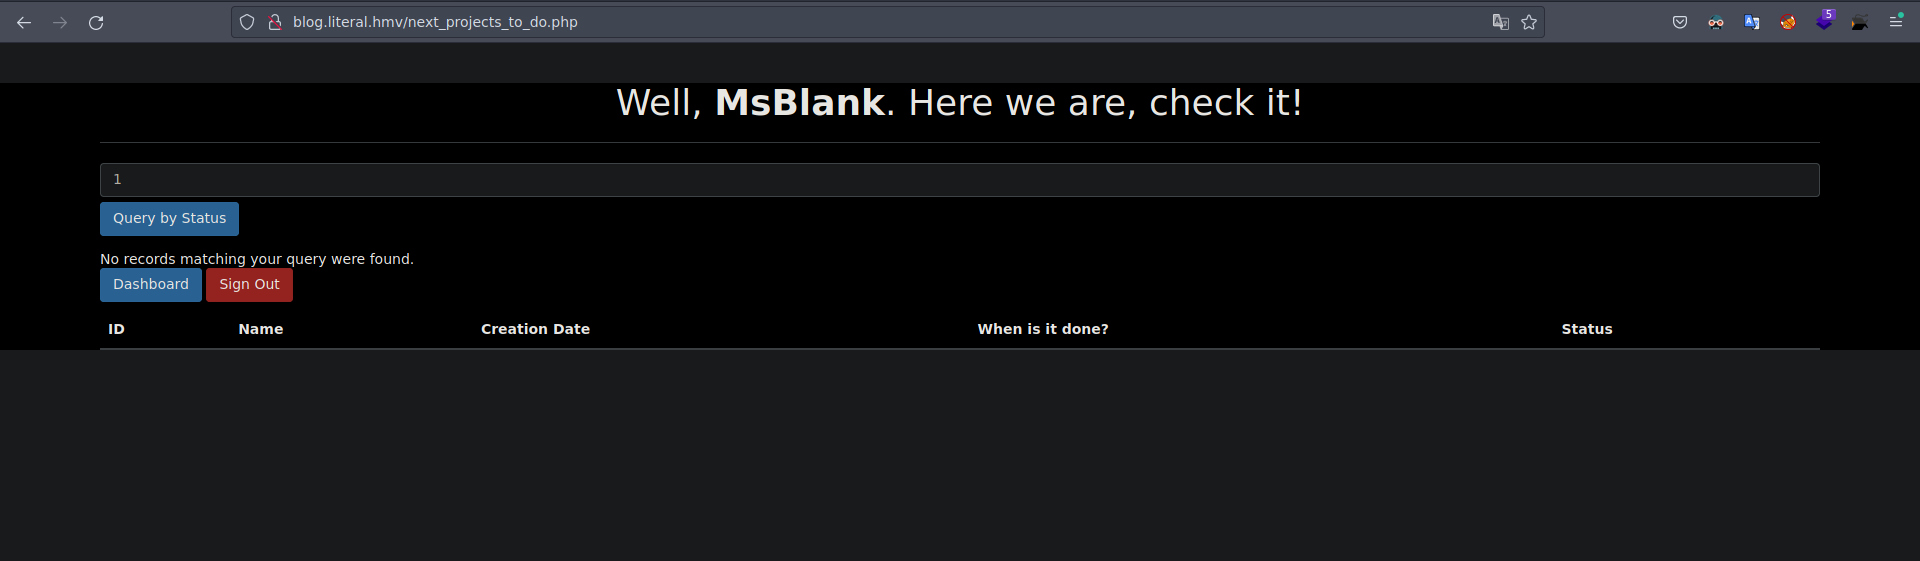 blog.literal.hmv/next_projects_to_do.php
5
Well, MsBlank. Here we are, check it!
1
Query by Status
No records matching your query were found.
Dashboard Sign Out
ID Name Creation Date When is it done? Status